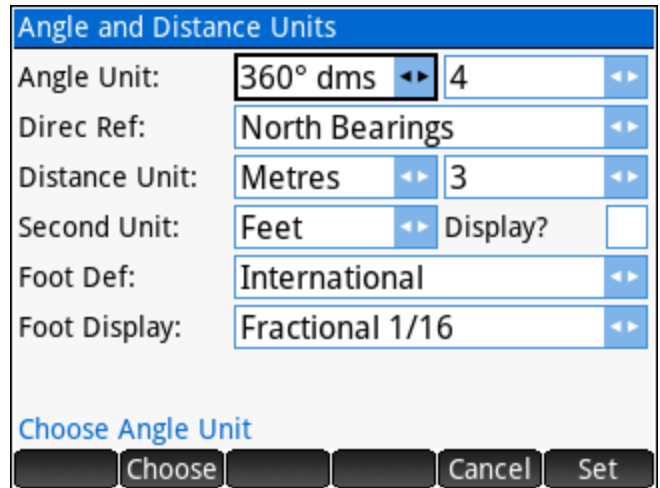 Angle and Distance Units
Angle Unit: 360° dms 4
Direc Ref: North Bearings
Distance Unit: Metres 3
Second Unit: Feet Display?
Foot Def: International
Foot Display: Fractional 1/16
Choose Angle Unit
Choose Cancel Set